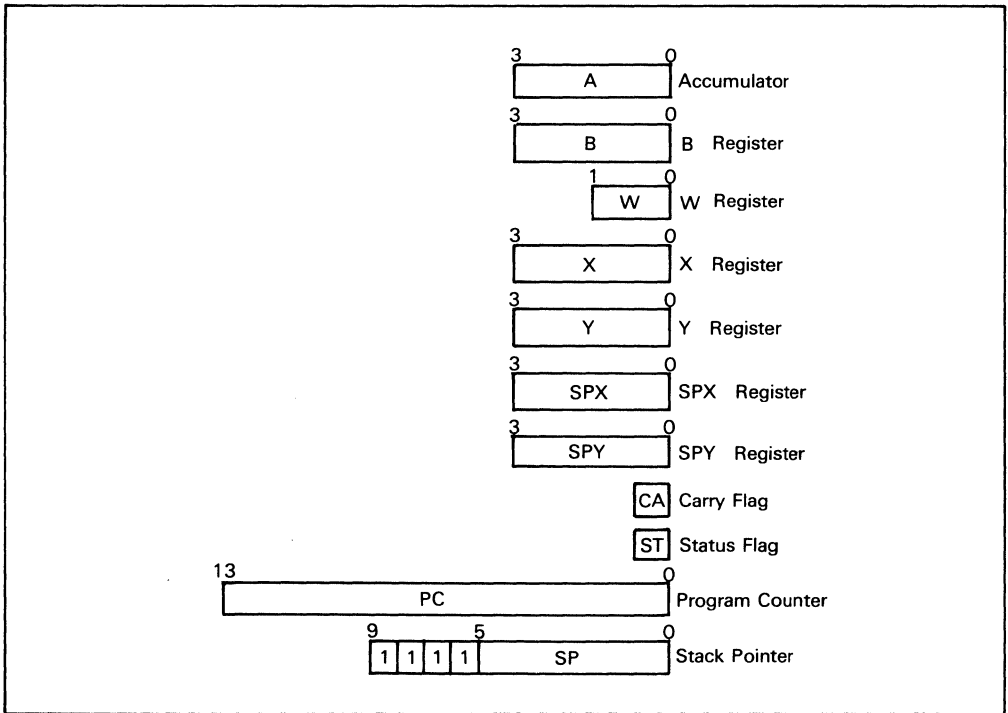 3 0
A Accumulator
3 0
B B Register
1 0
W W Register
3 0
X X Register
3 0
Y Y Register
3 0
SPX SPX Register
3 0
SPY SPY Register
CA Carry Flag
ST Status Flag
13 0
PC Program Counter
9 5 0
1 1 1 1 SP Stack Pointer